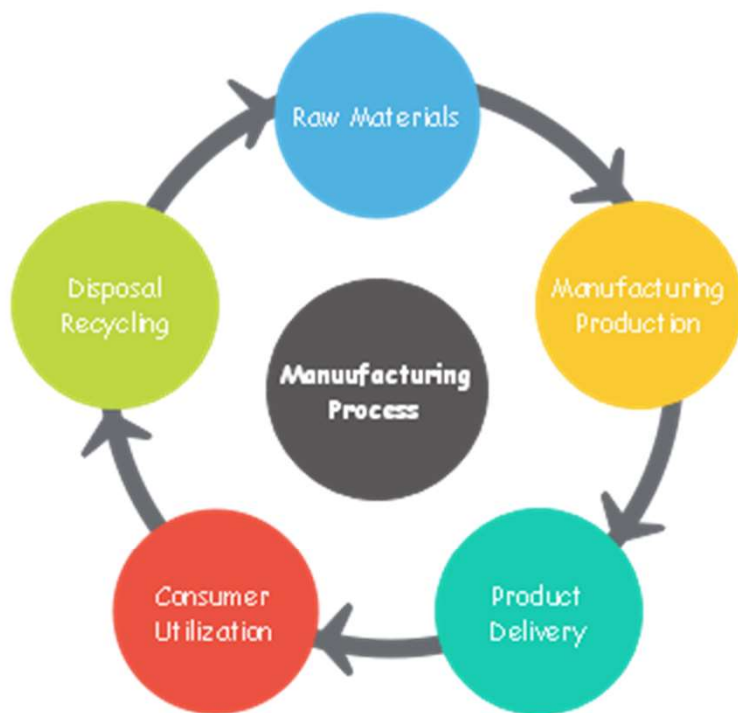 Raw Materials
Manufacturing
Production
Product
Delivery
Consumer
Utilization
Disposal
Recycling
Manuufacturing
Process